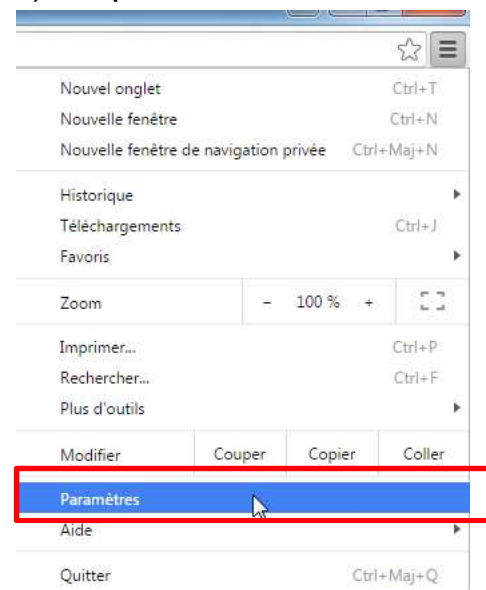 Nouvel onglet Ctrl+T
Nouvelle fenêtre Ctrl+N
Nouvelle fenêtre de navigation privée Ctrl+Maj+N
Historique
Téléchargements Ctrl+J
Favoris
Zoom - 100 % +
Imprimer... Ctrl+P
Rechercher... Ctrl+F
Plus d'outils
Modifier Couper Copier Coller
Paramètres
Aide
Quitter Ctrl+Maj+Q